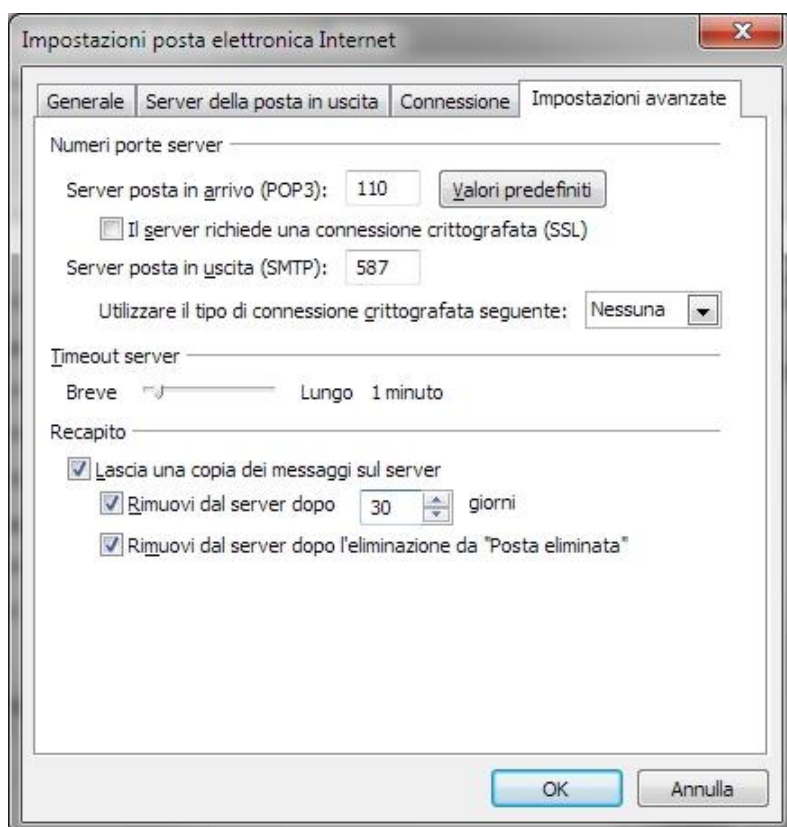 Impostazioni posta elettronica Internet
Generale Server della posta in uscita Connessione Impostazioni avanzate
Numeri porte server
Server posta in arrivo (POP3): 110 Valori predefiniti
Il server richiede una connessione crittografata (SSL)
Server posta in uscita (SMTP): 587
Utilizzare il tipo di connessione crittografata seguente: Nessuna
Timeout server
Breve Lungo 1 minuto
Recapito
Lascia una copia dei messaggi sul server
Rimuovi dal server dopo 30 giorni
Rimuovi dal server dopo l'eliminazione da "Posta eliminata"
OK Annulla